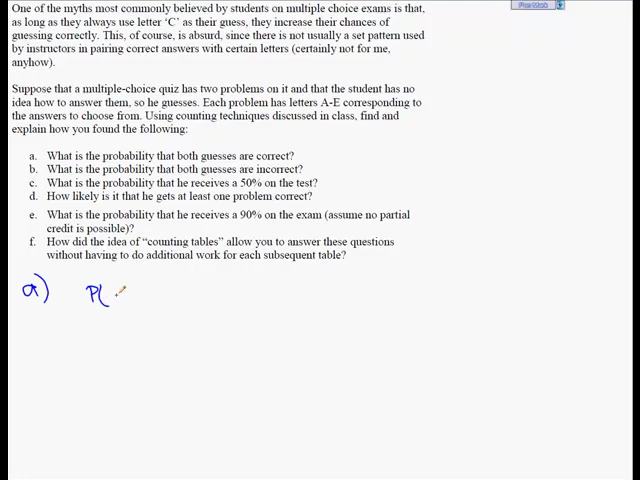 One of the myths most commonly believed by students on multiple choice exams is that,
as long as they always use letter ‘C’ as their guess, they increase their chances of
guessing correctly. This, of course, is absurd, since there is not usually a set pattern used
by instructors in pairing correct answers with certain letters (certainly not for me,
anyhow).
Suppose that a multiple-choice quiz has two problems on it and that the student has no
idea how to answer them, so he guesses. Each problem has letters A-E corresponding to
the answers to choose from. Using counting techniques discussed in class, find and
explain how you found the following:
a. What is the probability that both guesses are correct?
b. What is the probability that both guesses are incorrect?
c. What is the probability that he receives a 50% on the test?
d. How likely is it that he gets at least one problem correct?
e. What is the probability that he receives a 90% on the exam (assume no partial
credit is possible)?
f. How did the idea of “counting tables” allow you to answer these questions
without having to do additional work for each subsequent table?
a) P(